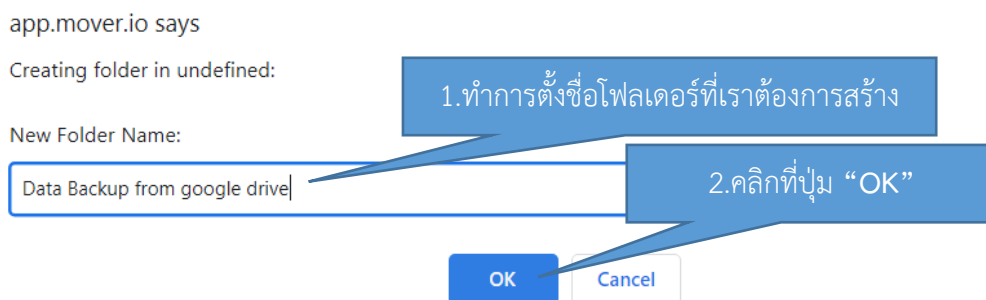 app.mover.io says
Creating folder in undefined:
1.ทำการตั้งชื่อโฟลเดอร์ที่เราต้องการสร้าง
New Folder Name:
Data Backup from google drive
2.คลิกที่ปุ่ม “OK”
OK
Cancel